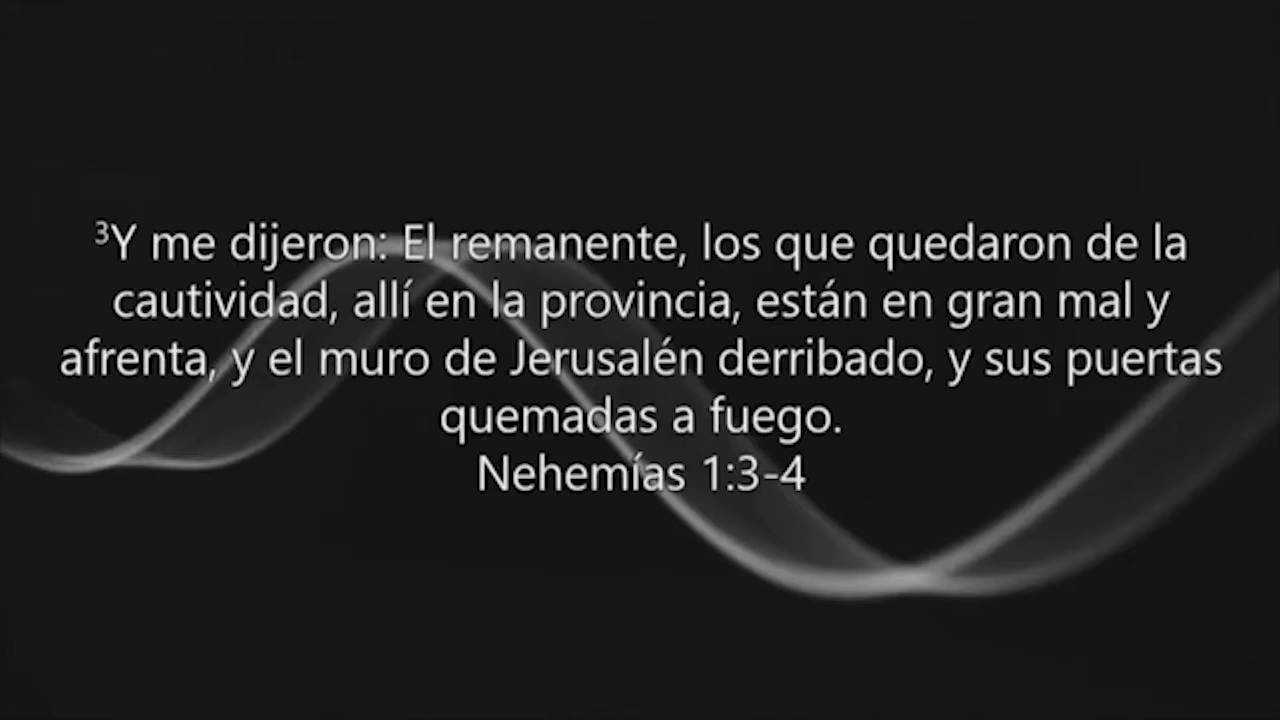 ³Y me dijeron: El remanente, los que quedaron de la
cautividad, allí en la provincia, están en gran mal y
afrenta, y el muro de Jerusalén derribado, y sus puertas
quemadas a fuego.
Nehemías 1:3-4